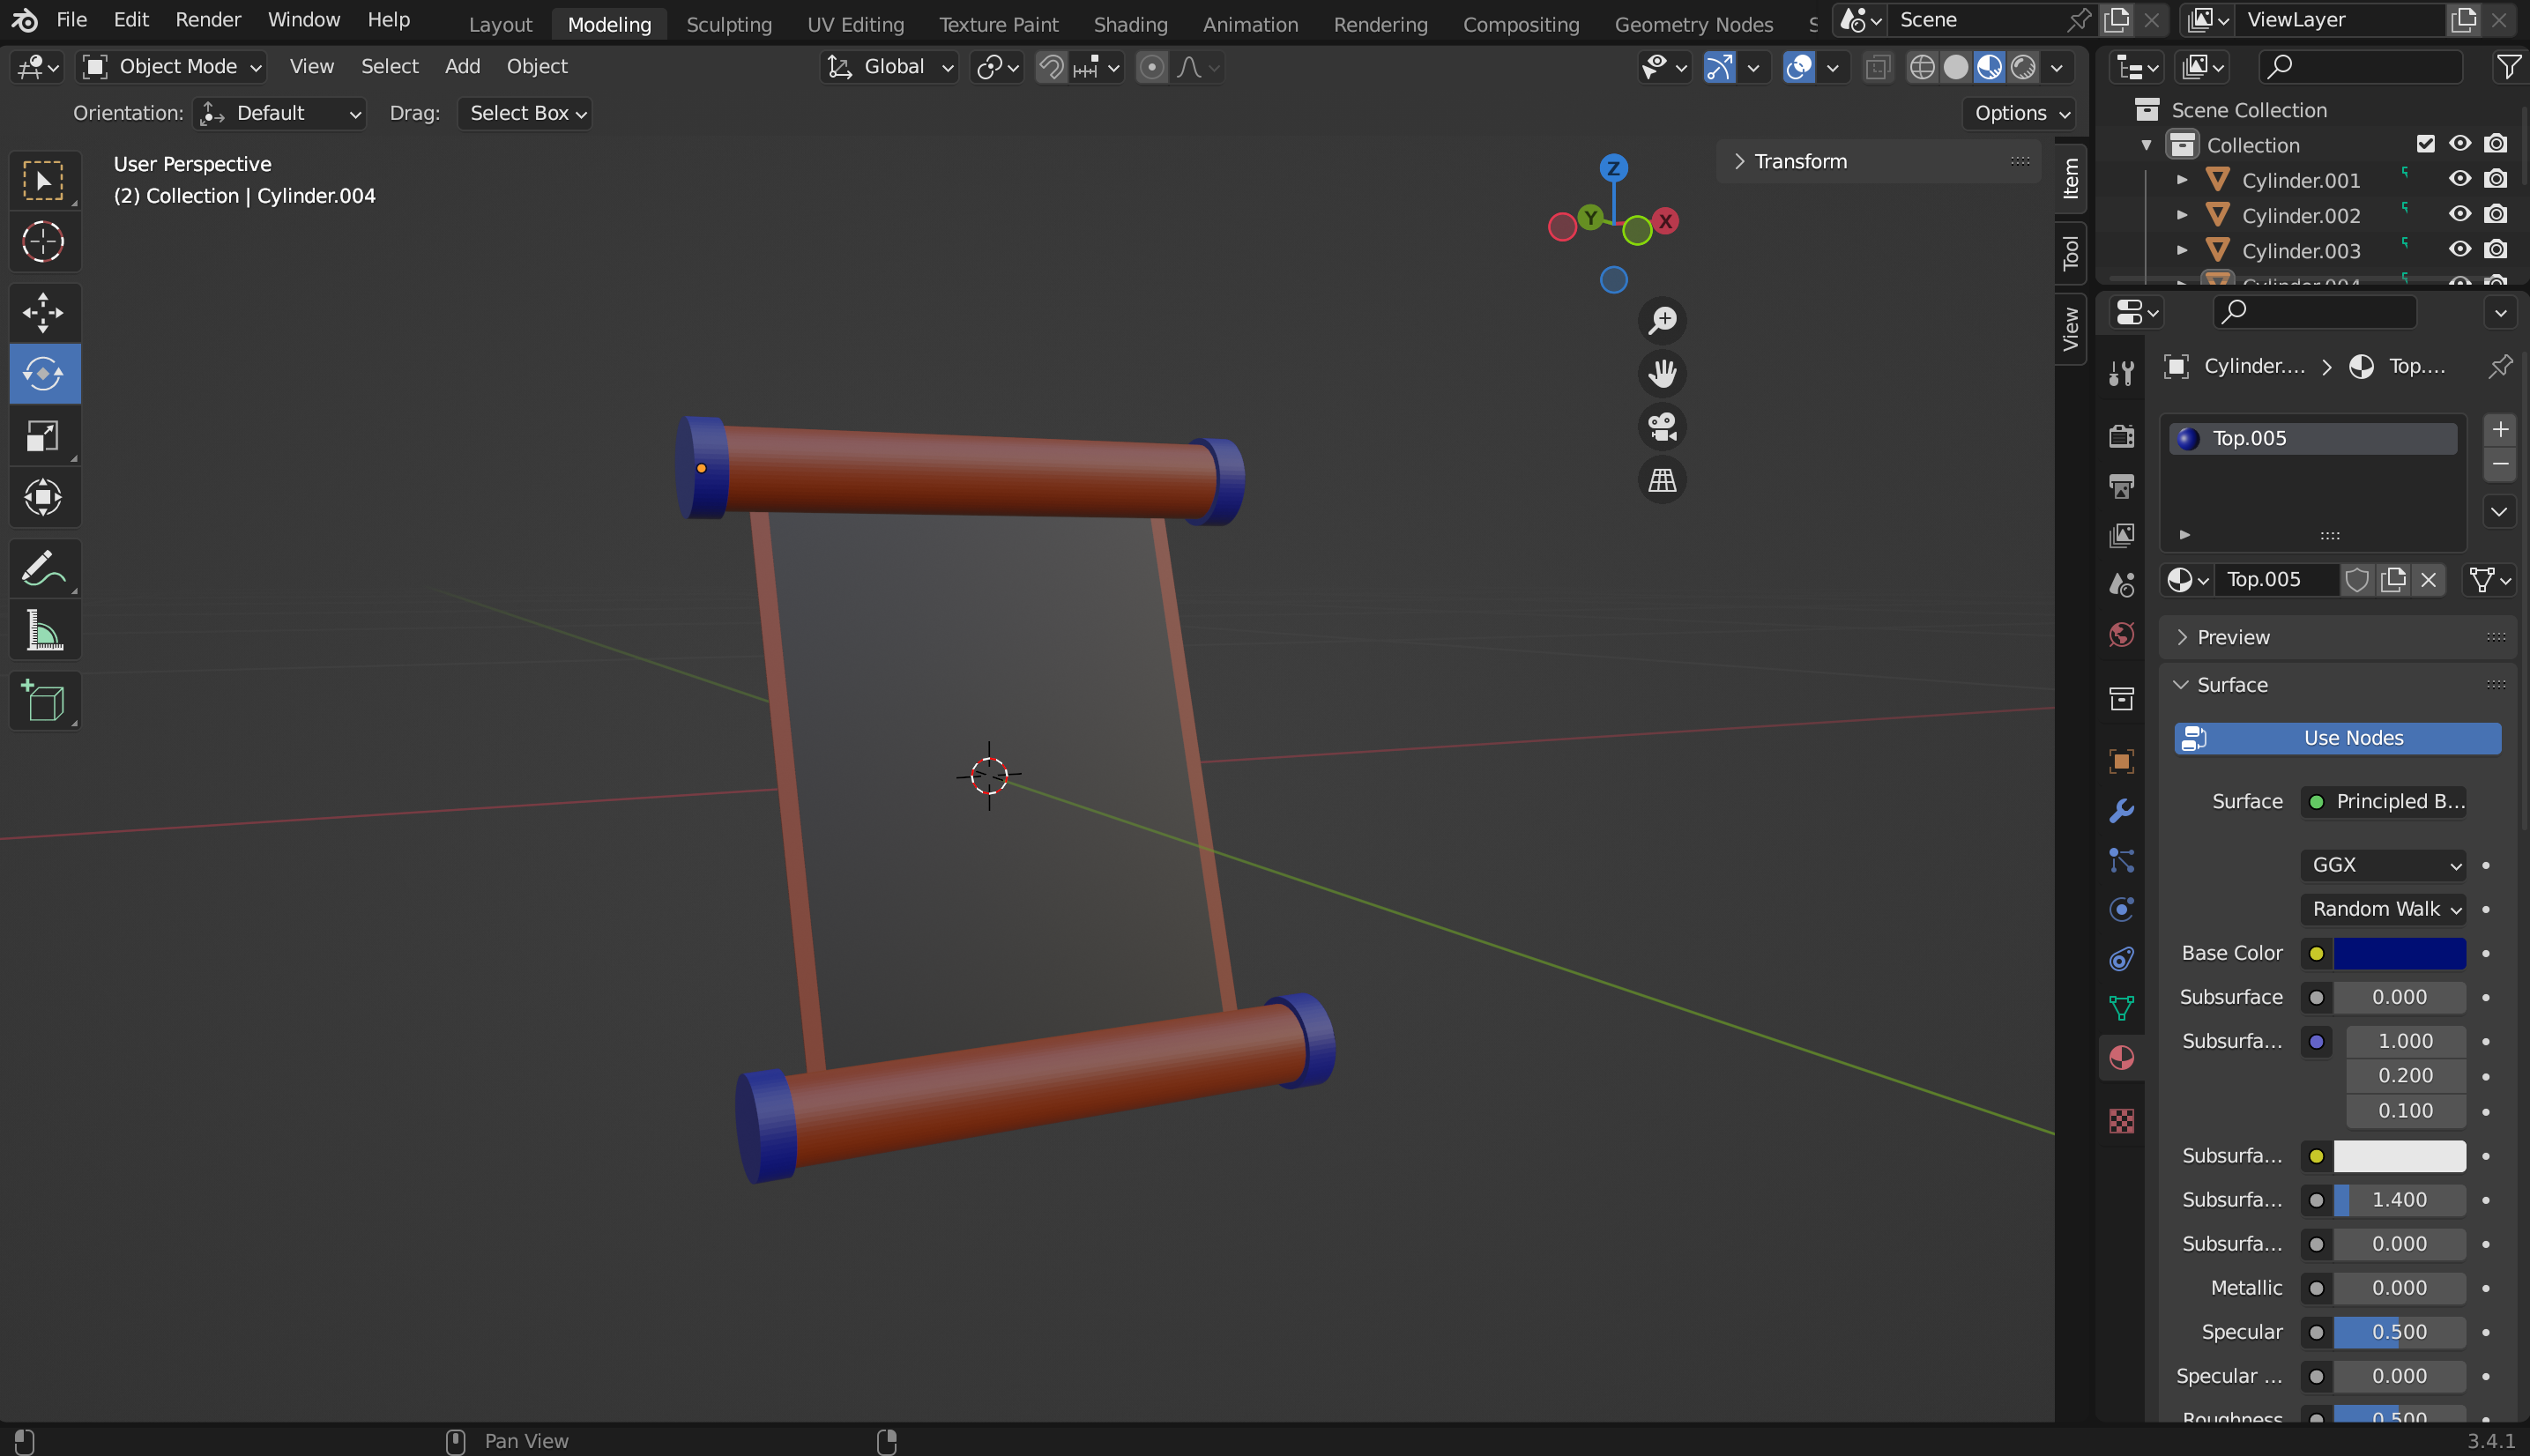 File Edit Render Window Help Layout Modeling Sculpting UV Editing Texture Paint Shading Animation Rendering Compositing Geometry Nodes S Scene ViewLayer
Object Mode View Select Add Object Global
Orientation: Default Drag: Select Box Options
User Perspective
(2) Collection | Cylinder.004
Transform
Item
Tool
View
Z
Y
X
Scene Collection
Collection
Cylinder.001
Cylinder.002
Cylinder.003
Cylinder.004
Cylinder.... > Top....
Top.005
Top.005
Preview
Surface
Use Nodes
Surface Principled B...
GGX
Random Walk
Base Color
Subsurface 0.000
Subsurfa... 1.000
0.200
0.100
Subsurfa...
Subsurfa... 1.400
Subsurfa... 0.000
Metallic 0.000
Specular 0.500
Specular ... 0.000
Roughness 0.500
Pan View
3.4.1